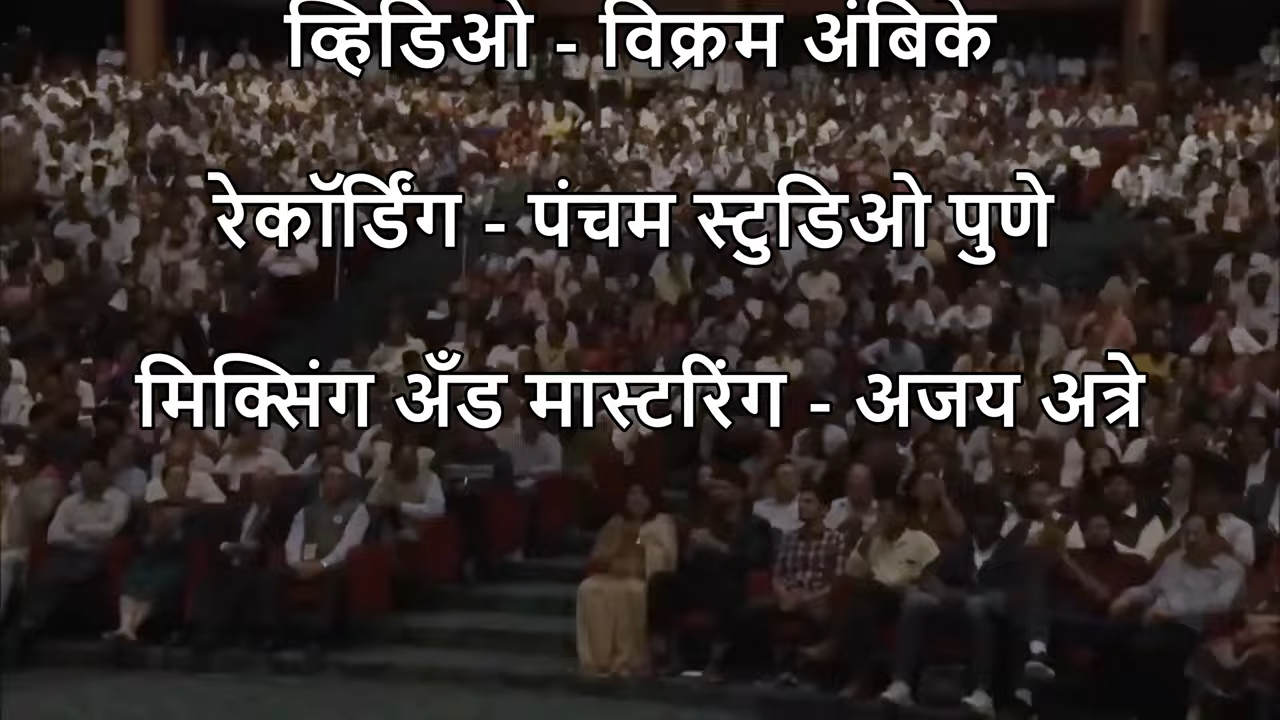 व्हिडिओ - विक्रम अंबिके
रेकॉर्डिंग - पंचम स्टुडिओ पुणे
मिक्सिंग अँड मास्टरिंग - अजय अत्रे